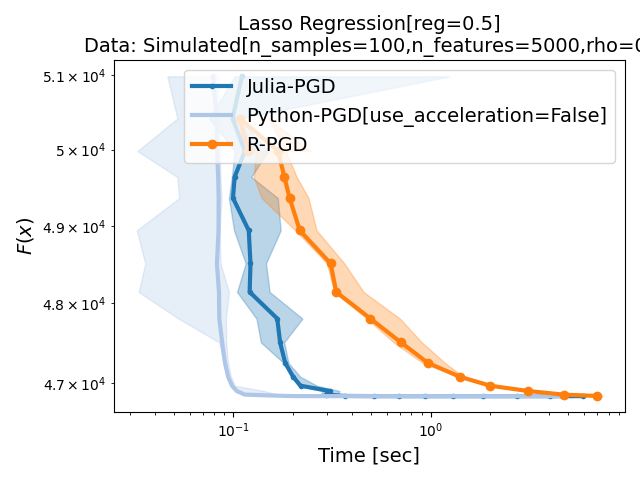 Lasso Regression[reg=0.5]
Data: Simulated[n_samples=100,n_features=5000,rho=0
5.1 × 10⁴
5 × 10⁴
4.9 × 10⁴
4.8 × 10⁴
4.7 × 10⁴
F(x)
Julia-PGD
Python-PGD[use_acceleration=False]
R-PGD
10⁻¹
10⁰
Time [sec]